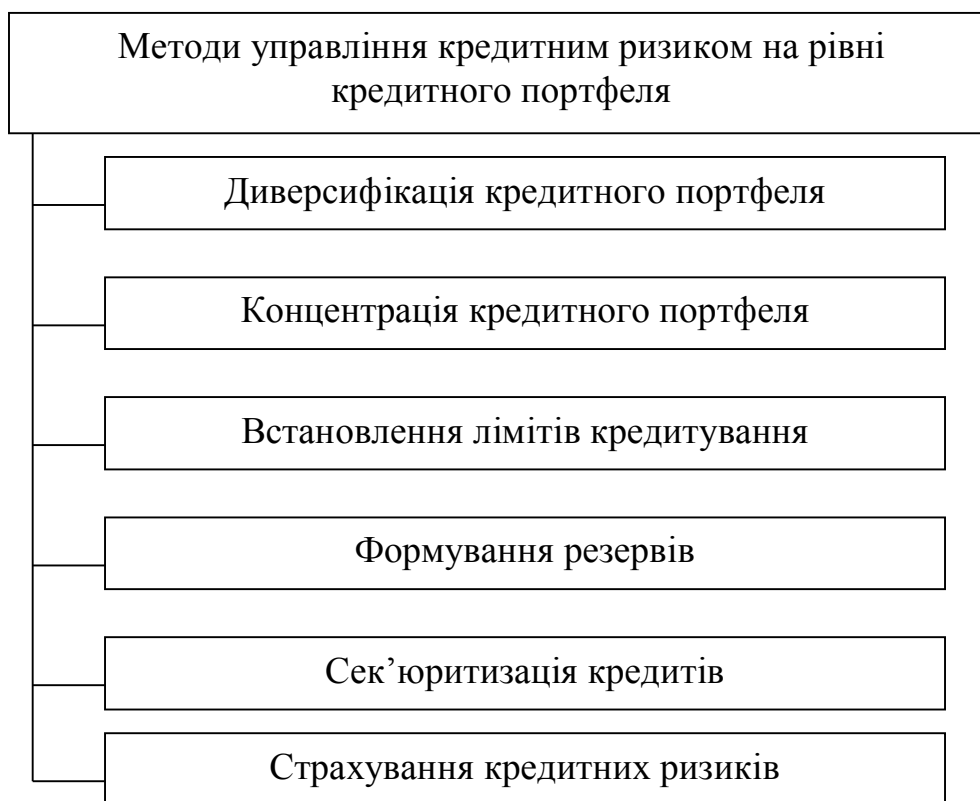 Методи управління кредитним ризиком на рівні
кредитного портфеля
Диверсифікація кредитного портфеля
Концентрація кредитного портфеля
Встановлення лімітів кредитування
Формування резервів
Сек’юритизація кредитів
Страхування кредитних ризиків